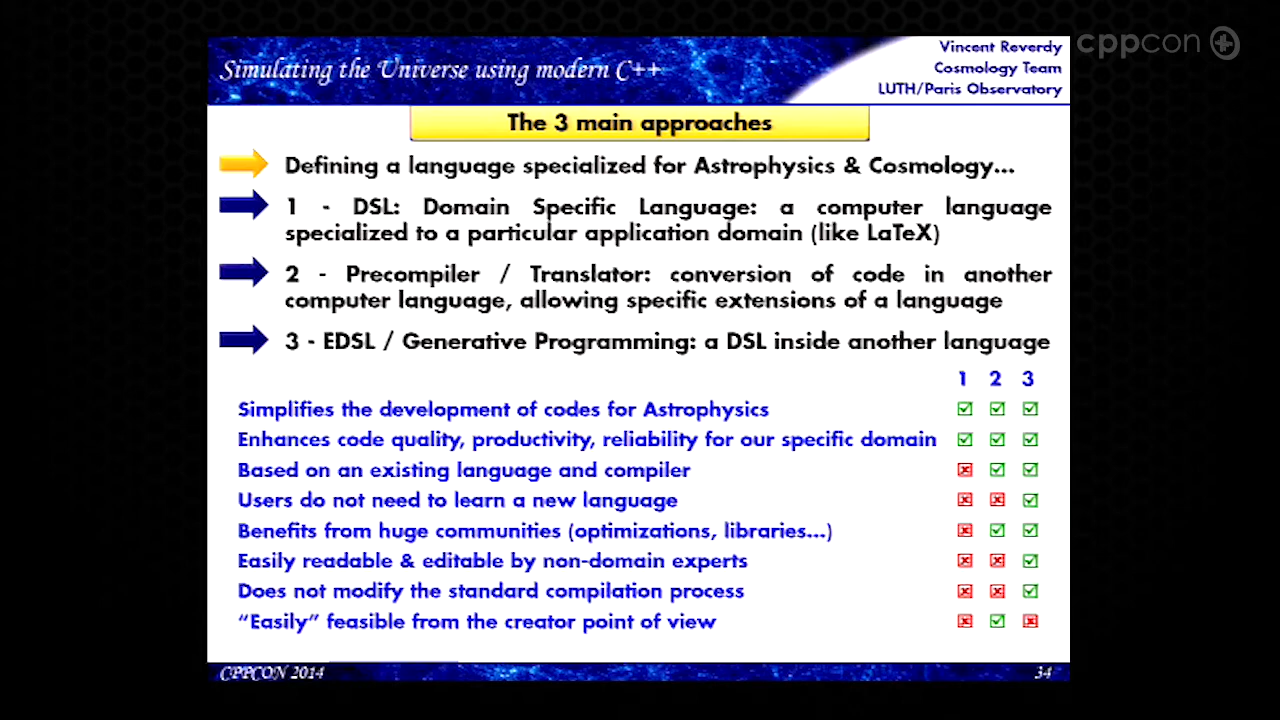 Simulating the Universe using modern C++
Vincent Reverdy
Cosmology Team
LUTH/Paris Observatory
cppcon
The 3 main approaches
Defining a language specialized for Astrophysics & Cosmology...
1 - DSL: Domain Specific Language: a computer language
specialized to a particular application domain (like LaTeX)
2 - Precompiler / Translator: conversion of code in another
computer language, allowing specific extensions of a language
3 - EDSL / Generative Programming: a DSL inside another language
1 2 3
Simplifies the development of codes for Astrophysics
Enhances code quality, productivity, reliability for our specific domain
Based on an existing language and compiler
Users do not need to learn a new language
Benefits from huge communities (optimizations, libraries...)
Easily readable & editable by non-domain experts
Does not modify the standard compilation process
“Easily” feasible from the creator point of view
CPPCON 2014
34